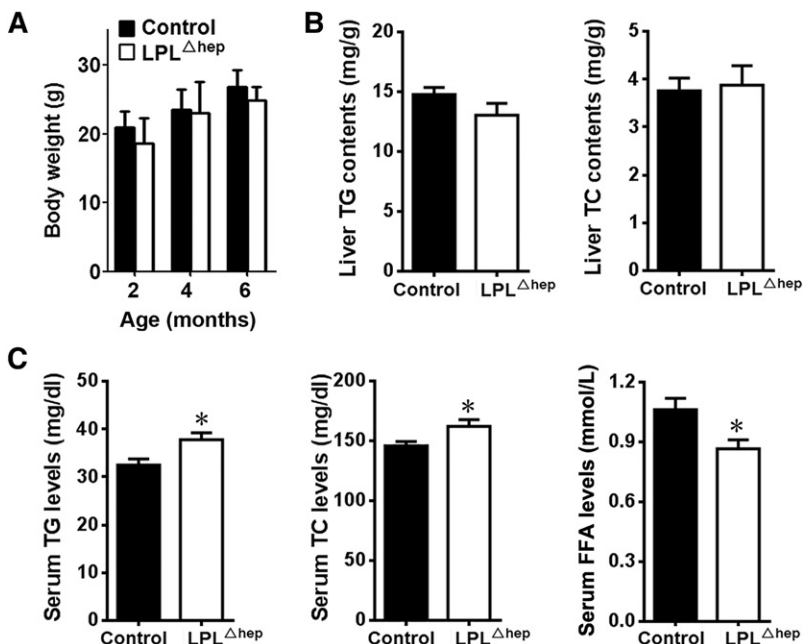 A
Control
LPL△hep
Body weight (g)
30
20
10
0
2 4 6
Age (months)
B
Liver TG contents (mg/g)
20
15
10
5
0
Control LPL△hep
Liver TC contents (mg/g)
5
4
3
2
1
0
Control LPL△hep
C
Serum TG levels (mg/dl)
50
40
30
20
10
0
*
Control LPL△hep
Serum TC levels (mg/dl)
200
150
100
50
0
*
Control LPL△hep
Serum FFA levels (mmol/L)
1.2
0.9
0.6
0.3
0.0
*
Control LPL△hep